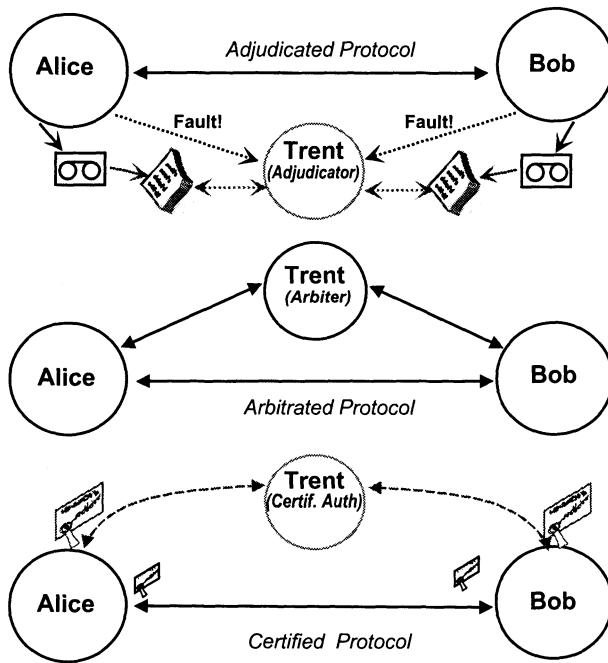 Adjudicated Protocol
Alice
Bob
Fault!
Fault!
Trent
(Adjudicator)
Trent
(Arbiter)
Alice
Bob
Arbitrated Protocol
Trent
(Certif. Auth)
Alice
Bob
Certified Protocol